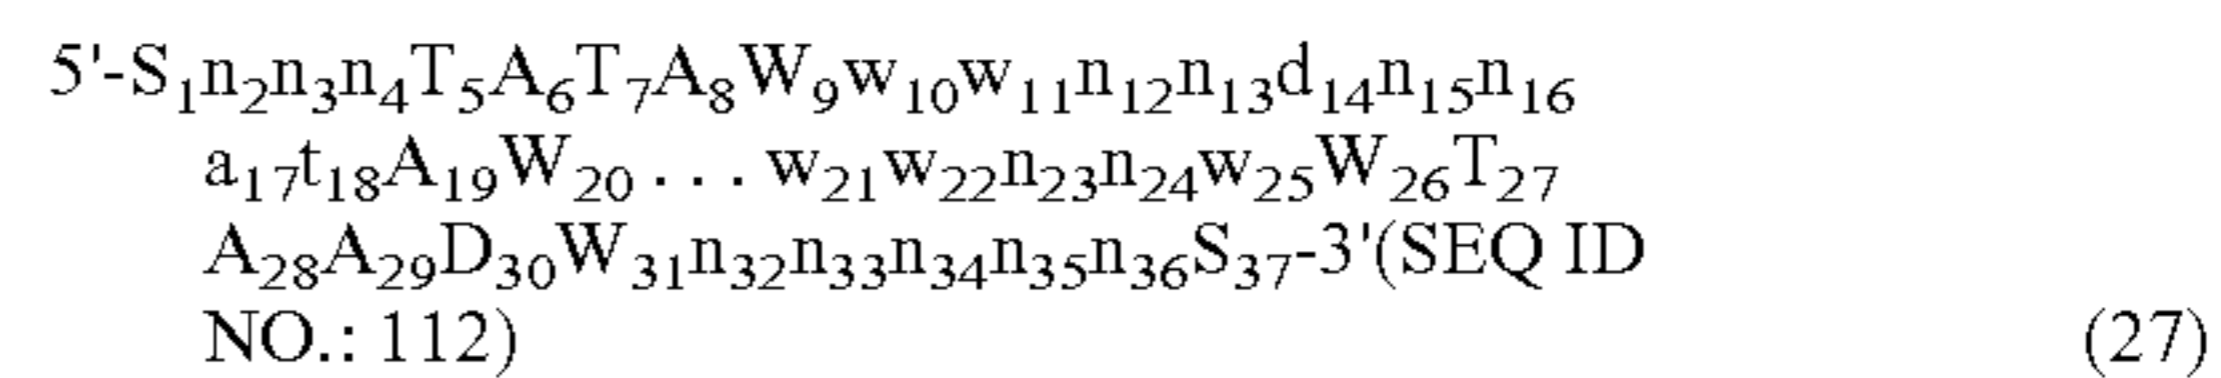 5'-S₁n₂n₃n₄T₅A₆T₇A₈W₉w₁₀w₁₁n₁₂n₁₃d₁₄n₁₅n₁₆
a₁₇t₁₈A₁₉W₂₀ . . . w₂₁w₂₂n₂₃n₂₄w₂₅W₂₆T₂₇
A₂₈A₂₉D₃₀W₃₁n₃₂n₃₃n₃₄n₃₅n₃₆S₃₇-3'(SEQ ID
NO.: 112) (27)